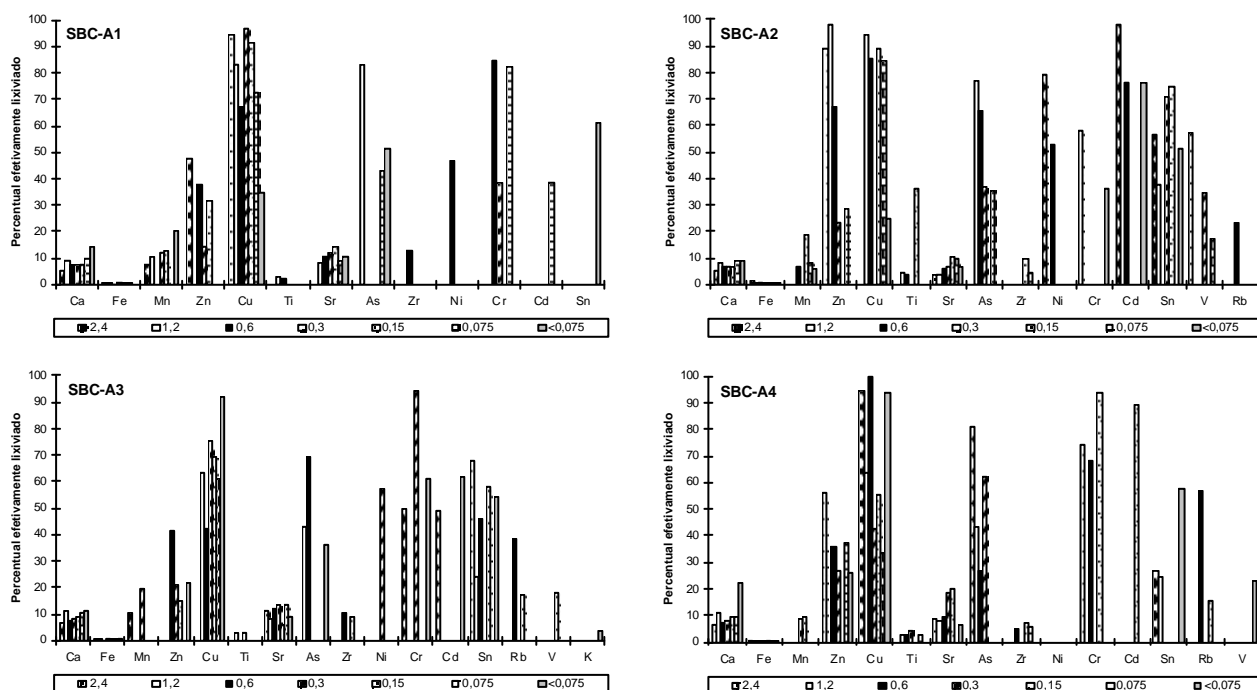 SBC-A1
Percentual efetivamente lixiviado
100
90
80
70
60
50
40
30
20
10
0
Ca Fe Mn Zn Cu Ti Sr As Zr Ni Cr Cd Sn
2,4 1,2 0,6 0,3 0,15 0,075 <0,075
SBC-A2
Percentual efetivamente lixiviado
100
90
80
70
60
50
40
30
20
10
0
Ca Fe Mn Zn Cu Ti Sr As Zr Ni Cr Cd Sn V Rb
2,4 1,2 0,6 0,3 0,15 0,075 <0,075
SBC-A3
Percentual efetivamente lixiviado
100
90
80
70
60
50
40
30
20
10
0
Ca Fe Mn Zn Cu Ti Sr As Zr Ni Cr Cd Sn Rb V K
2,4 1,2 0,6 0,3 0,15 0,075 <0,075
SBC-A4
Percentual efetivamente lixiviado
100
90
80
70
60
50
40
30
20
10
0
Ca Fe Mn Zn Cu Ti Sr As Zr Ni Cr Cd Sn Rb V
2,4 1,2 0,6 0,3 0,15 0,075 <0,075